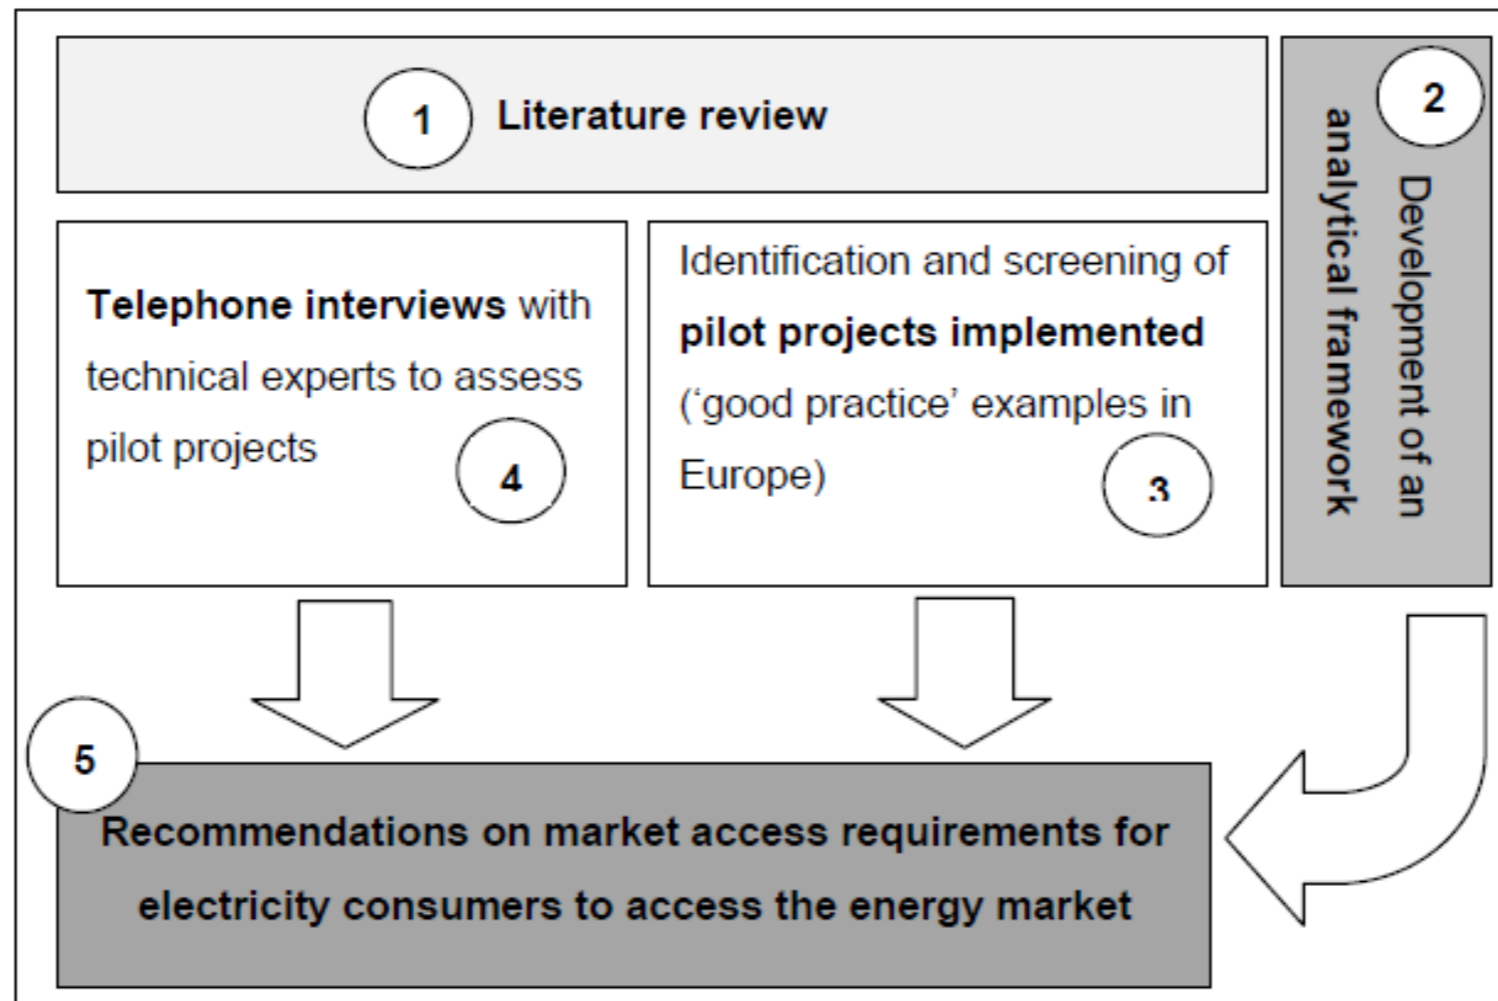 1
Literature review
2
Development of an
analytical framework
Telephone interviews with
technical experts to assess
pilot projects
4
Identification and screening of
pilot projects implemented
(‘good practice’ examples in
Europe)
3
5
Recommendations on market access requirements for
electricity consumers to access the energy market